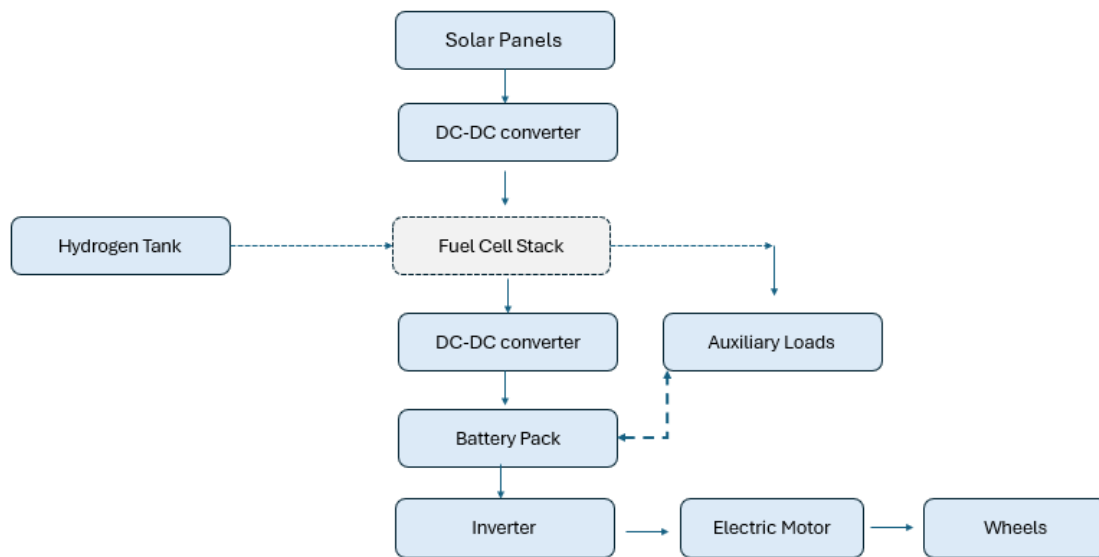 Solar Panels
DC-DC converter
Hydrogen Tank
Fuel Cell Stack
DC-DC converter
Auxiliary Loads
Battery Pack
Inverter
Electric Motor
Wheels